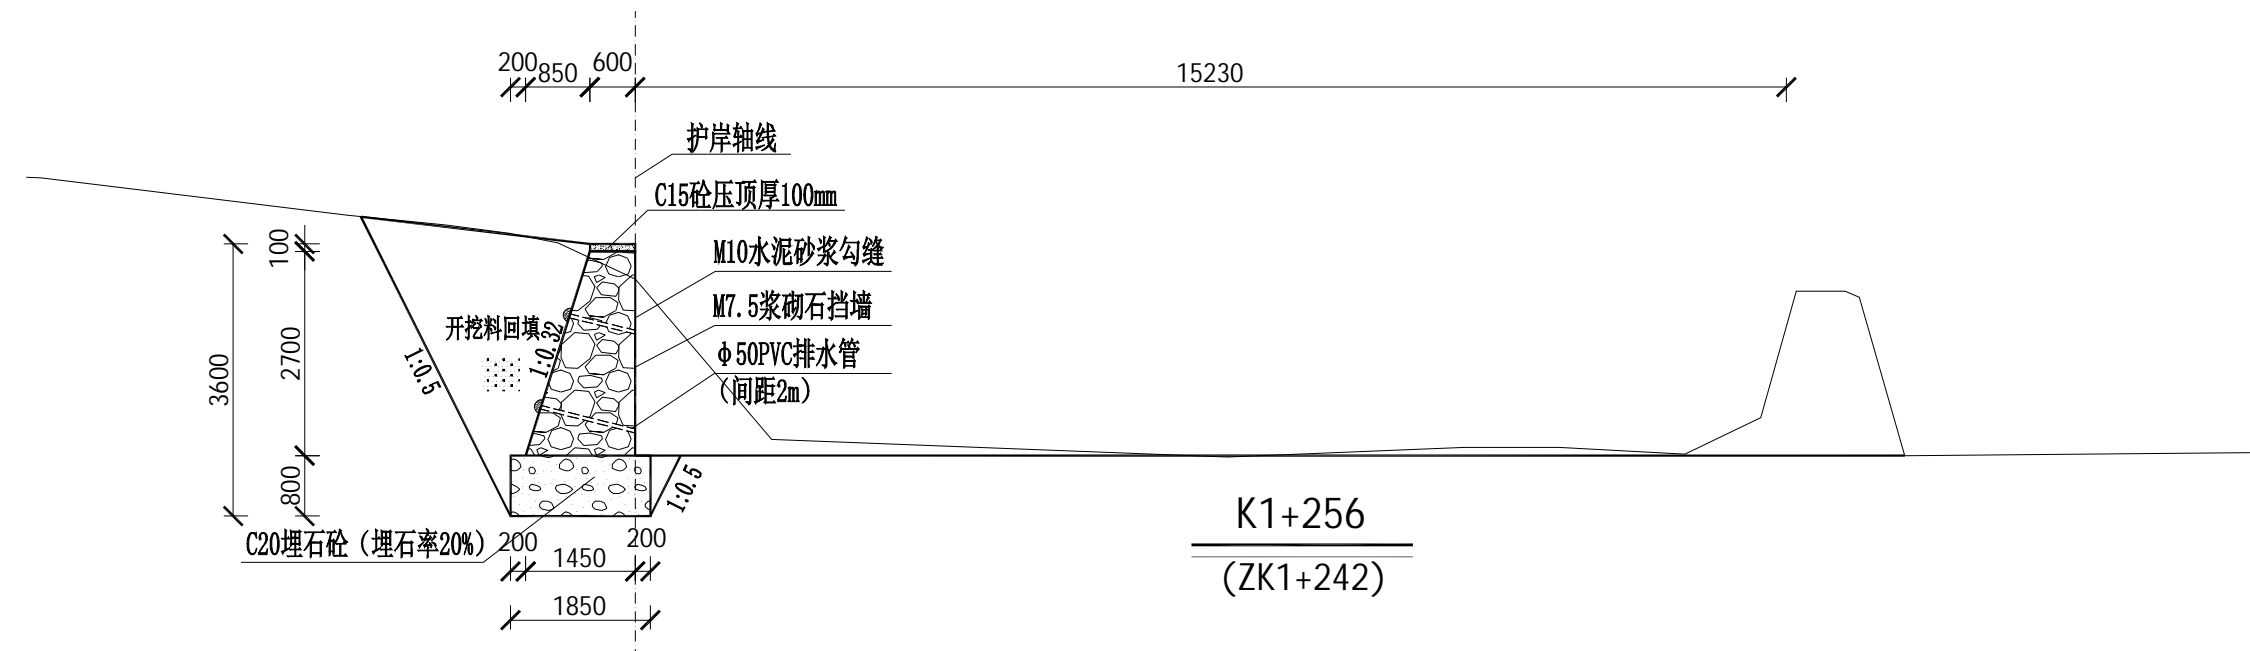 200
850
600
15230
护岸轴线
C15砼压顶厚100mm
M10水泥砂浆勾缝
M7.5浆砌石挡墙
φ50PVC排水管
（间距2m）
开挖料回填
1:0.32
1:0.5
1:0.5
100
2700
3600
800
C20埋石砼（埋石率20%）
200
1450
200
1850
K1+256
(ZK1+242)